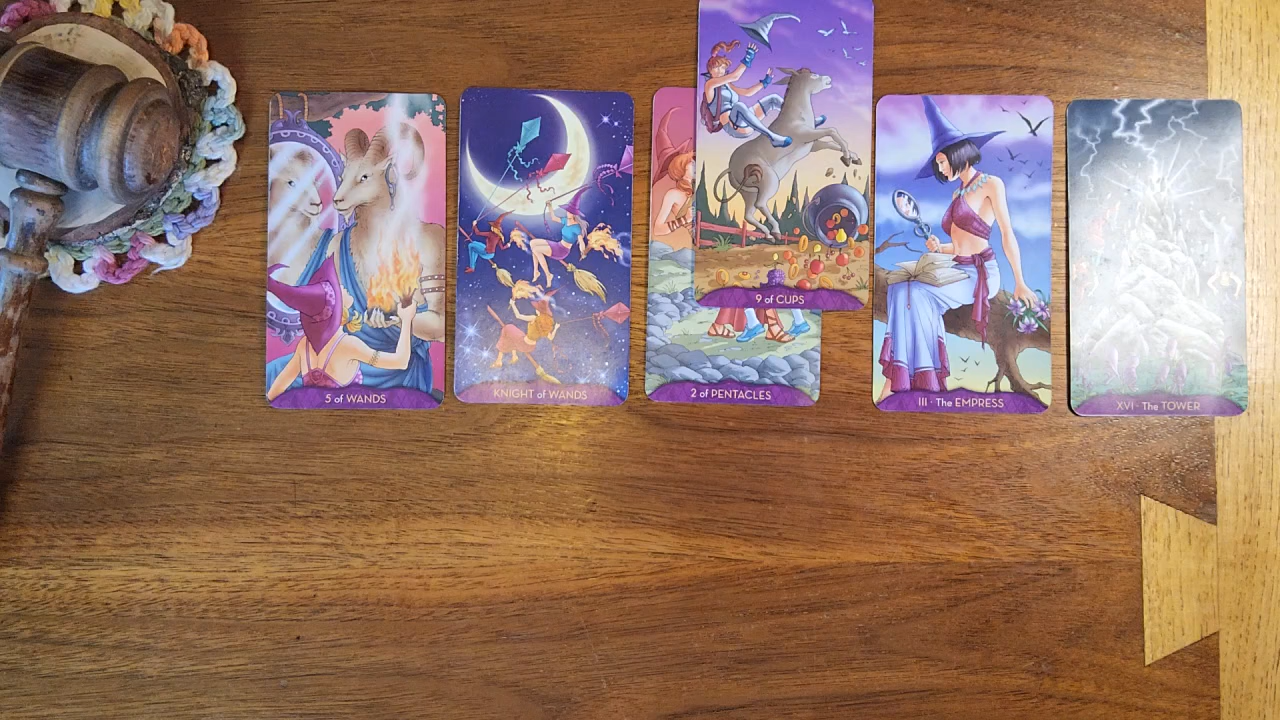 5 of WANDS
KNIGHT of WANDS
2 of PENTACLES
9 of CUPS
III · The EMPRESS
XVI · The TOWER